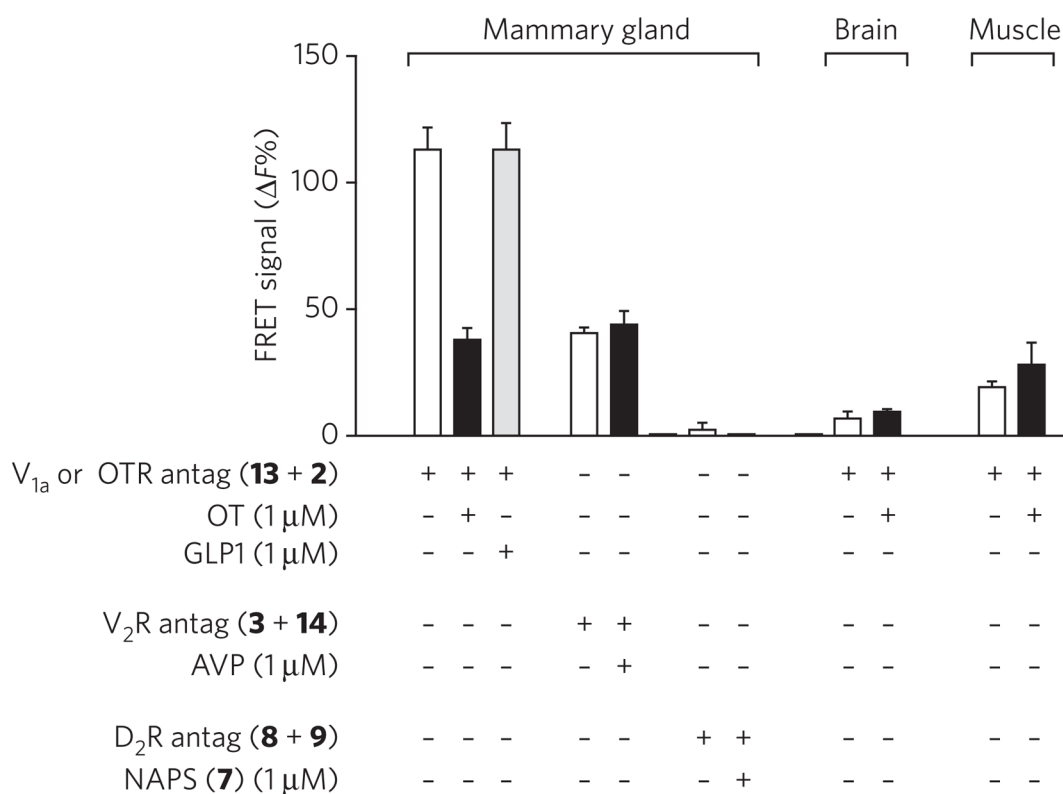 Mammary gland Brain Muscle
150
100
50
0
FRET signal (ΔF%)
V1a or OTR antag (13 + 2) + + + – – – – + + + +
OT (1 μM) – + – – – – – – + – +
GLP1 (1 μM) – – + – – – – – – – –
V2R antag (3 + 14) – – – + + – – – – – –
AVP (1 μM) – – – – + – – – – – –
D2R antag (8 + 9) – – – – – + + – – – –
NAPS (7) (1 μM) – – – – – – + – – – –